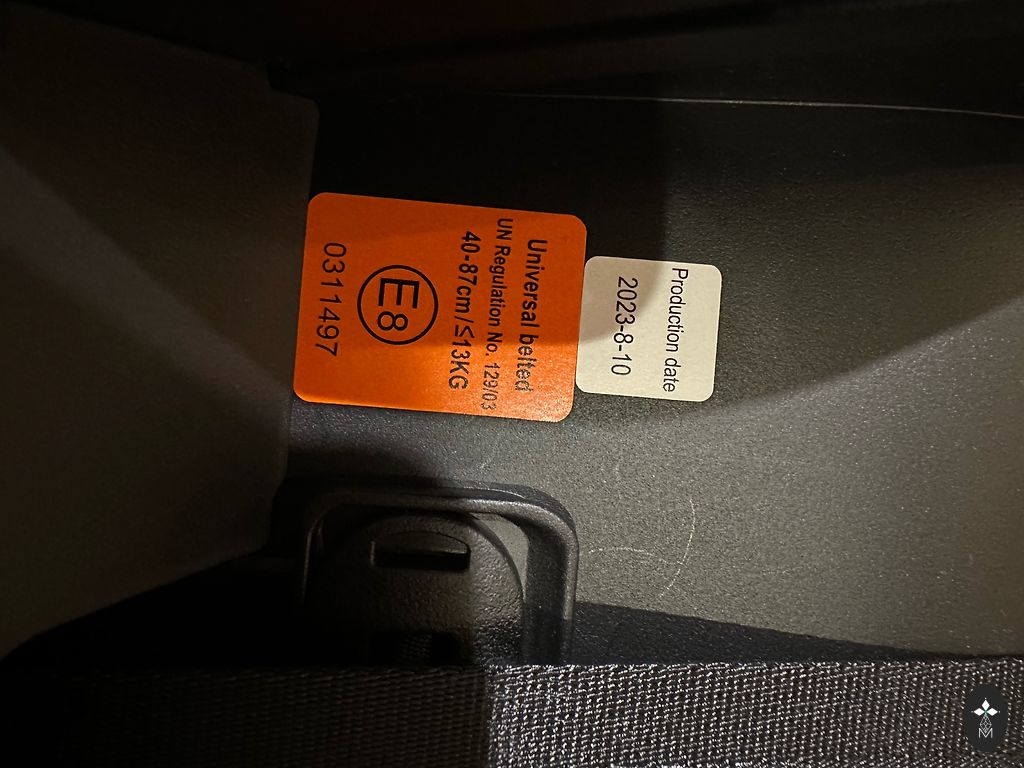 Universal belted
UN Regulation No. 129/03
40-87cm/≤13KG
E8
0311497
Production date
2023-8-10
M